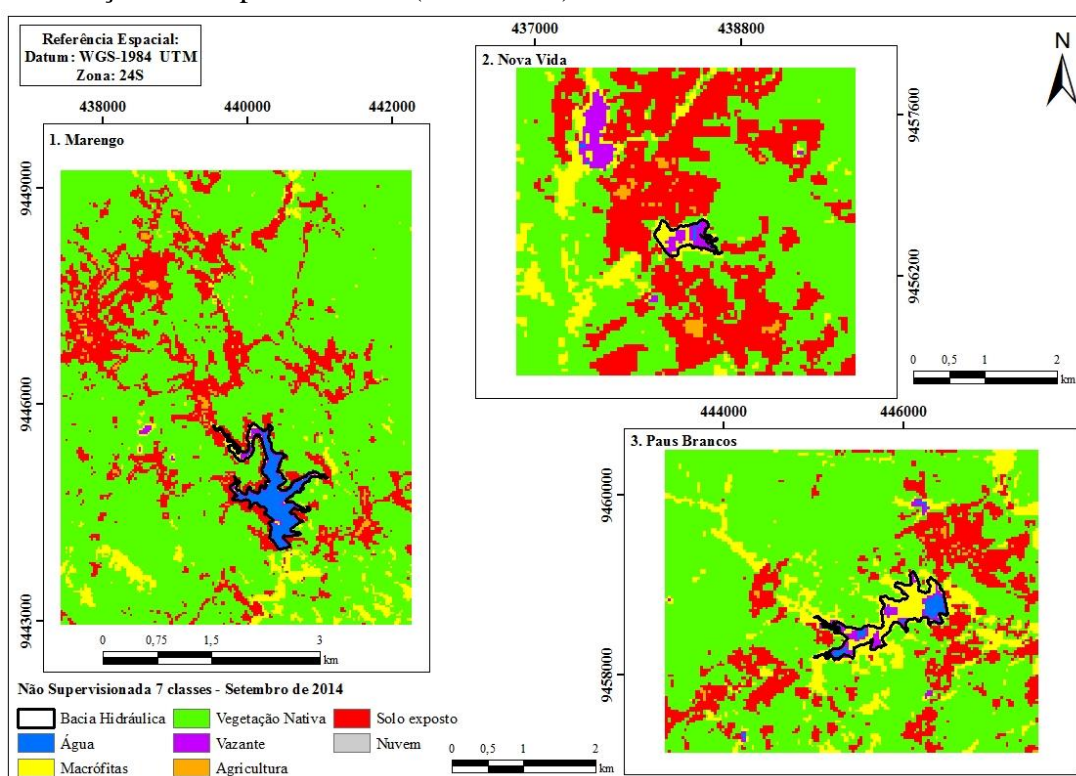 Referência Espacial:
Datum: WGS-1984 UTM
Zona: 24S
438000 440000 442000
1. Marengo
9449000
9446000
9443000
0 0,75 1,5 3
km
437000 438800
2. Nova Vida
N
9457600
9456200
0 0,5 1 2
km
444000 446000
3. Paus Brancos
9460000
9458000
Não Supervisionada 7 classes - Setembro de 2014
Bacia Hidráulica Vegetação Nativa Solo exposto
Água Vazante Nuvem
Macrófitas Agricultura
0 0,5 1 2
km